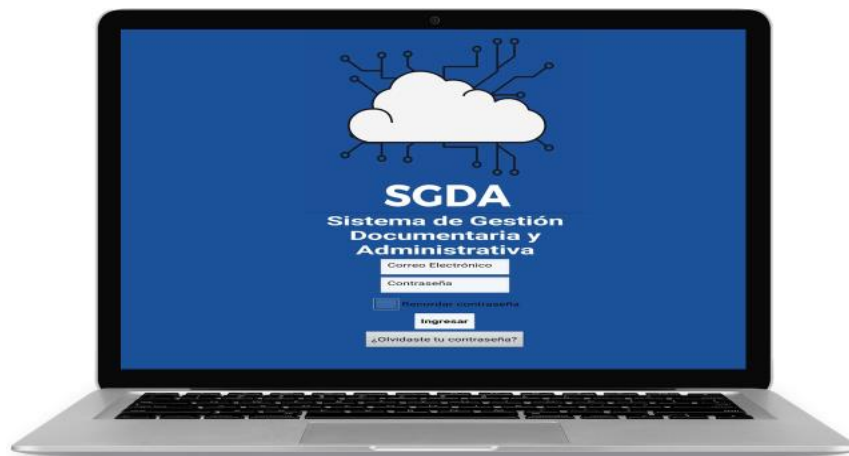 SGDA
Sistema de Gestión
Documentaria y
Administrativa
Correo Electrónico
Contraseña
Recordar contraseña
Ingresar
¿Olvidaste tu contraseña?